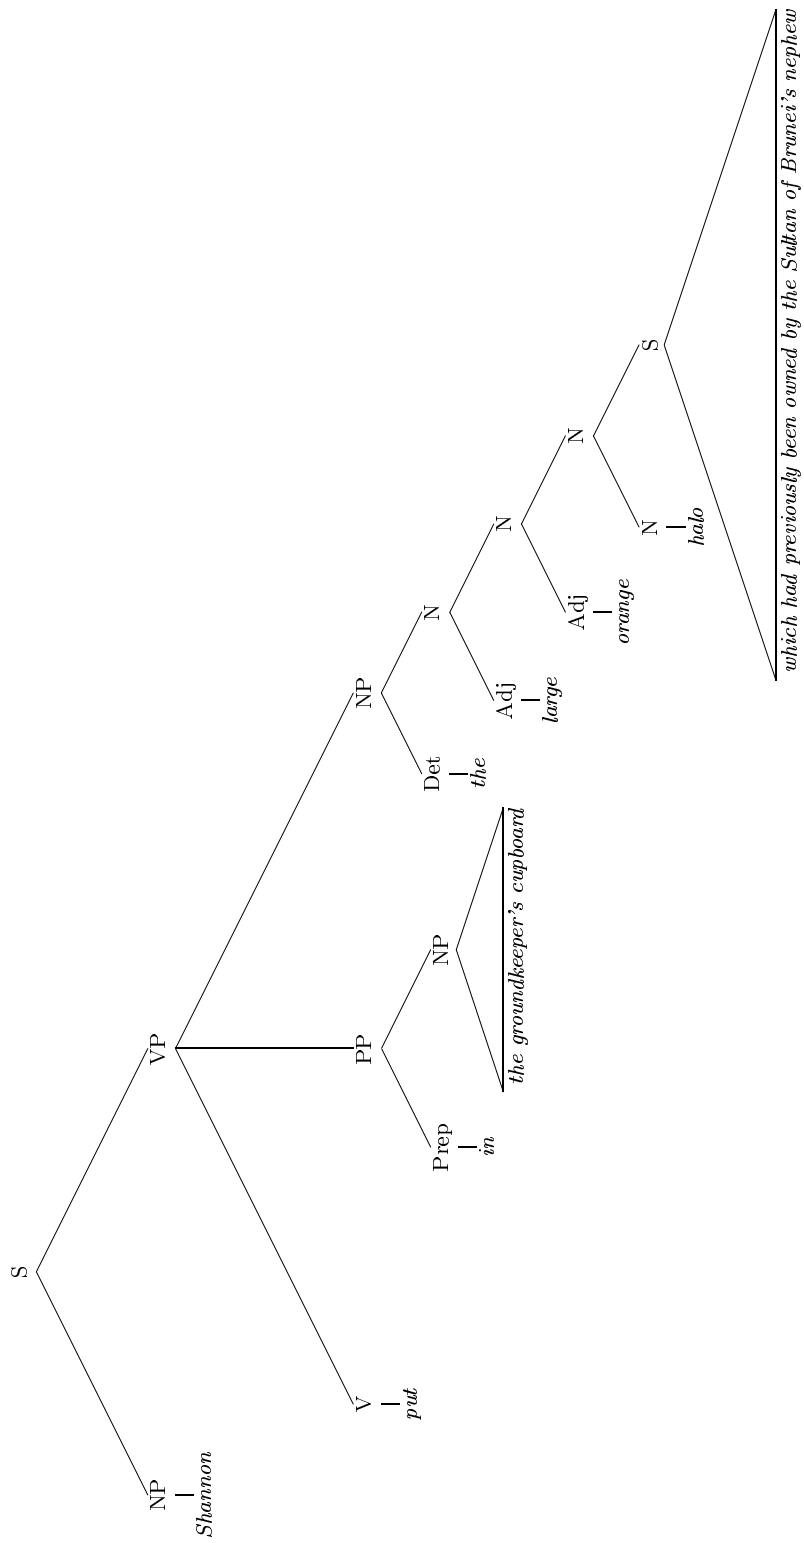 S
NP VP
Shannon
V PP NP
put
Prep NP Det N
in the groundkeeper's cupboard the
Adj N
large
Adj N
orange
N S
halo
which had previously been owned by the Sultan of Brunei's nephew